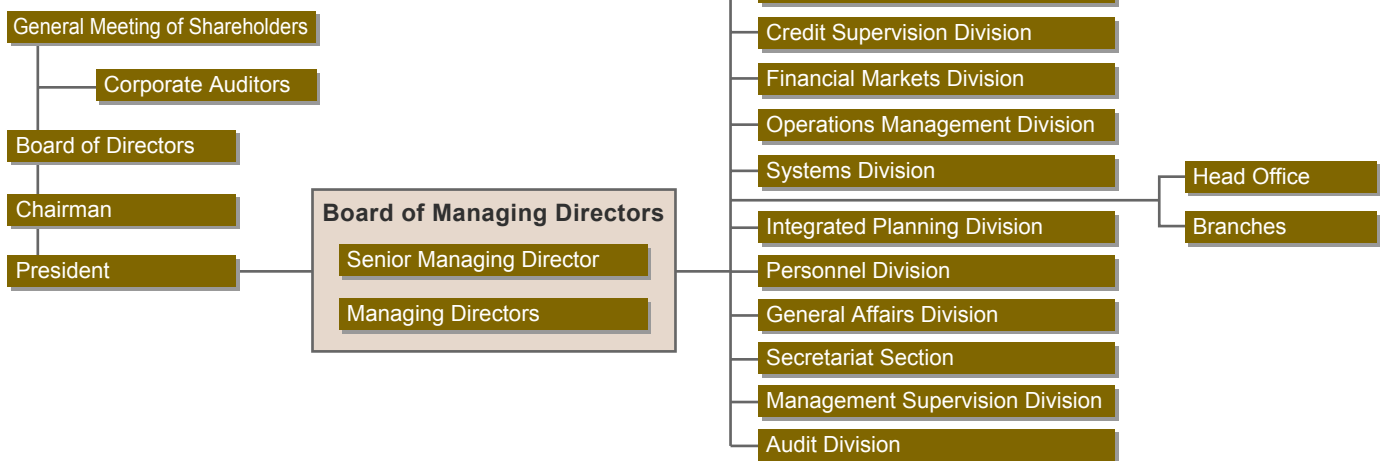 General Meeting of Shareholders
Corporate Auditors
Board of Directors
Chairman
President
Board of Managing Directors
Senior Managing Director
Managing Directors
Credit Supervision Division
Financial Markets Division
Operations Management Division
Systems Division
Head Office
Branches
Integrated Planning Division
Personnel Division
General Affairs Division
Secretariat Section
Management Supervision Division
Audit Division